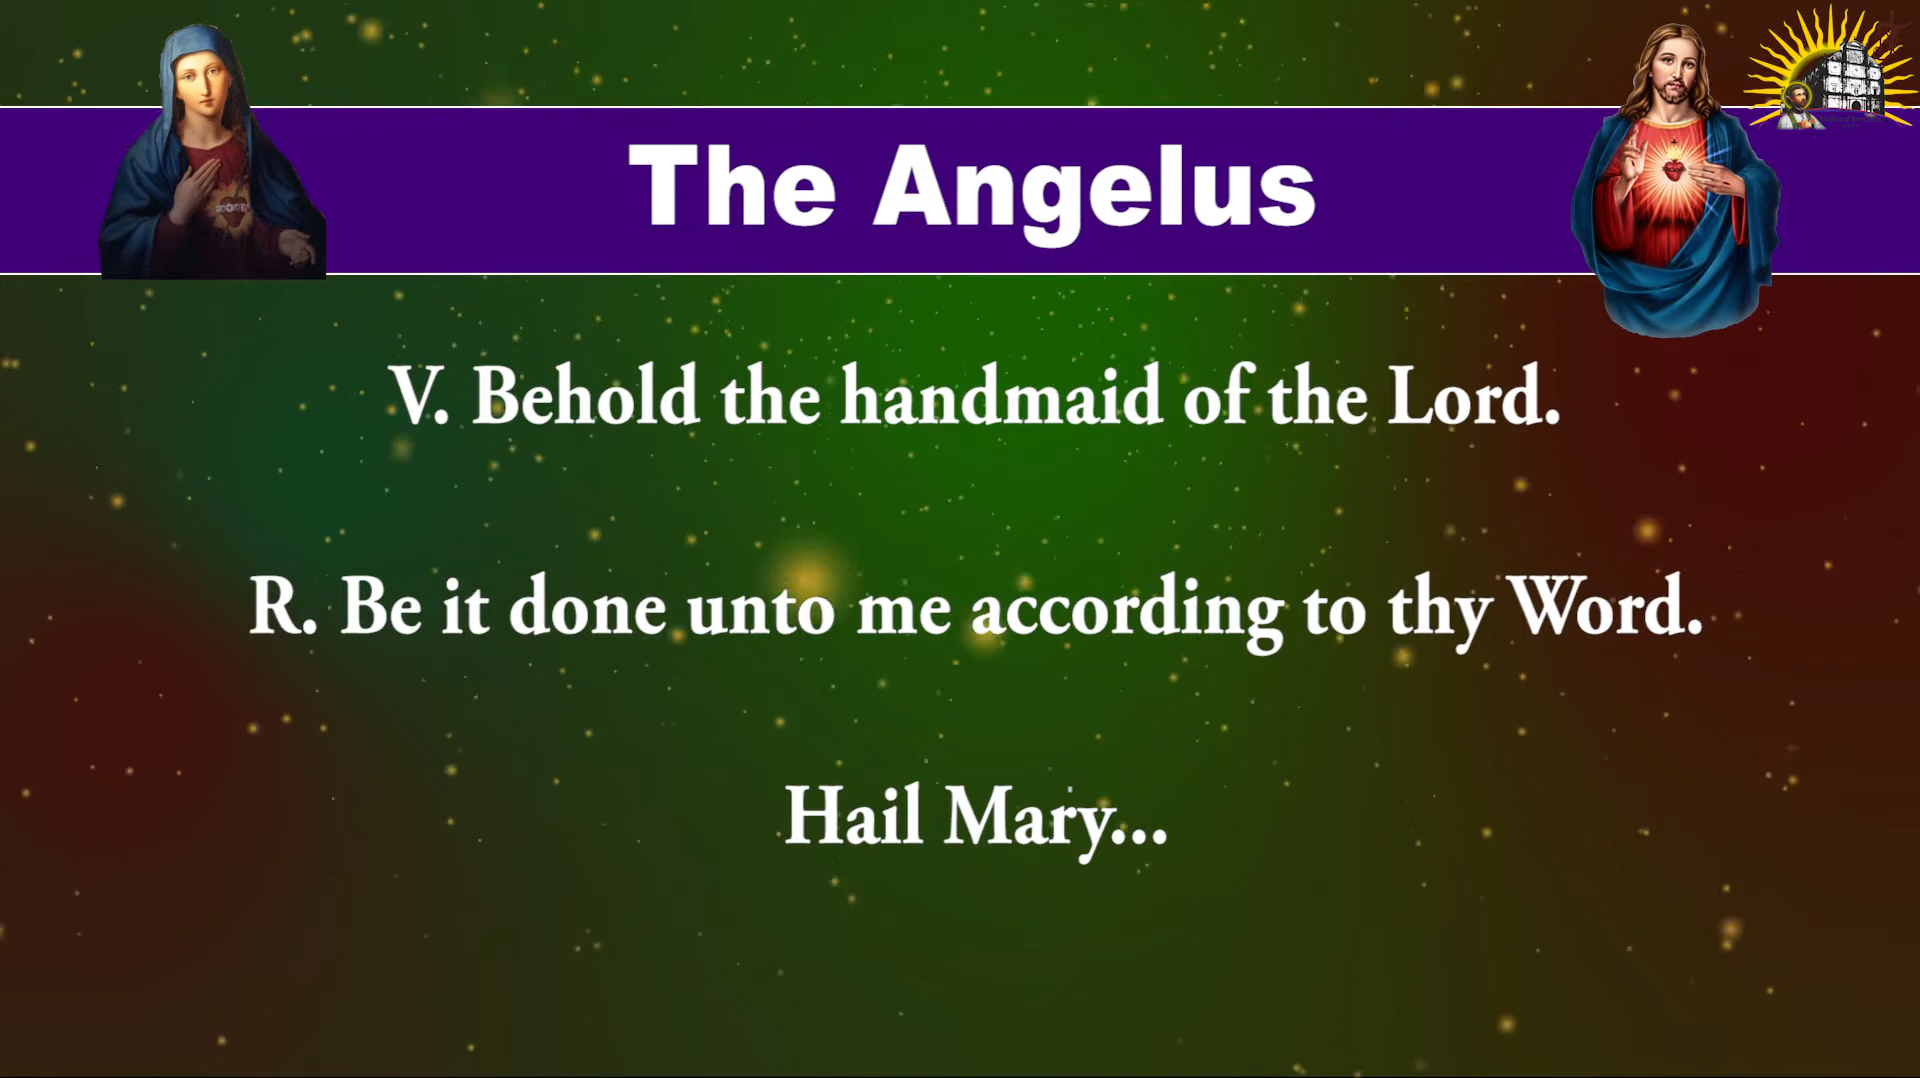 The Angelus
V. Behold the handmaid of the Lord.
R. Be it done unto me according to thy Word.
Hail Mary...